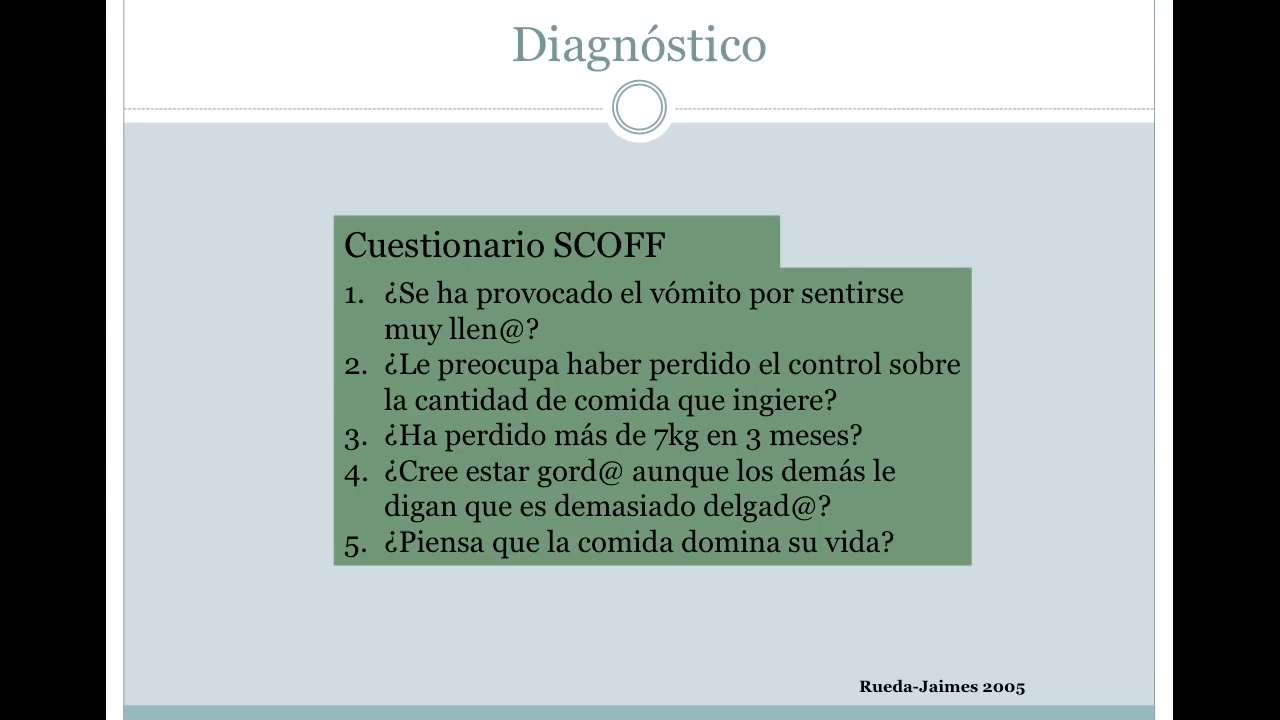 Diagnóstico
Cuestionario SCOFF
1. ¿Se ha provocado el vómito por sentirse
muy llen@?
2. ¿Le preocupa haber perdido el control sobre
la cantidad de comida que ingiere?
3. ¿Ha perdido más de 7kg en 3 meses?
4. ¿Cree estar gord@ aunque los demás le
digan que es demasiado delgad@?
5. ¿Piensa que la comida domina su vida?
Rueda-Jaimes 2005